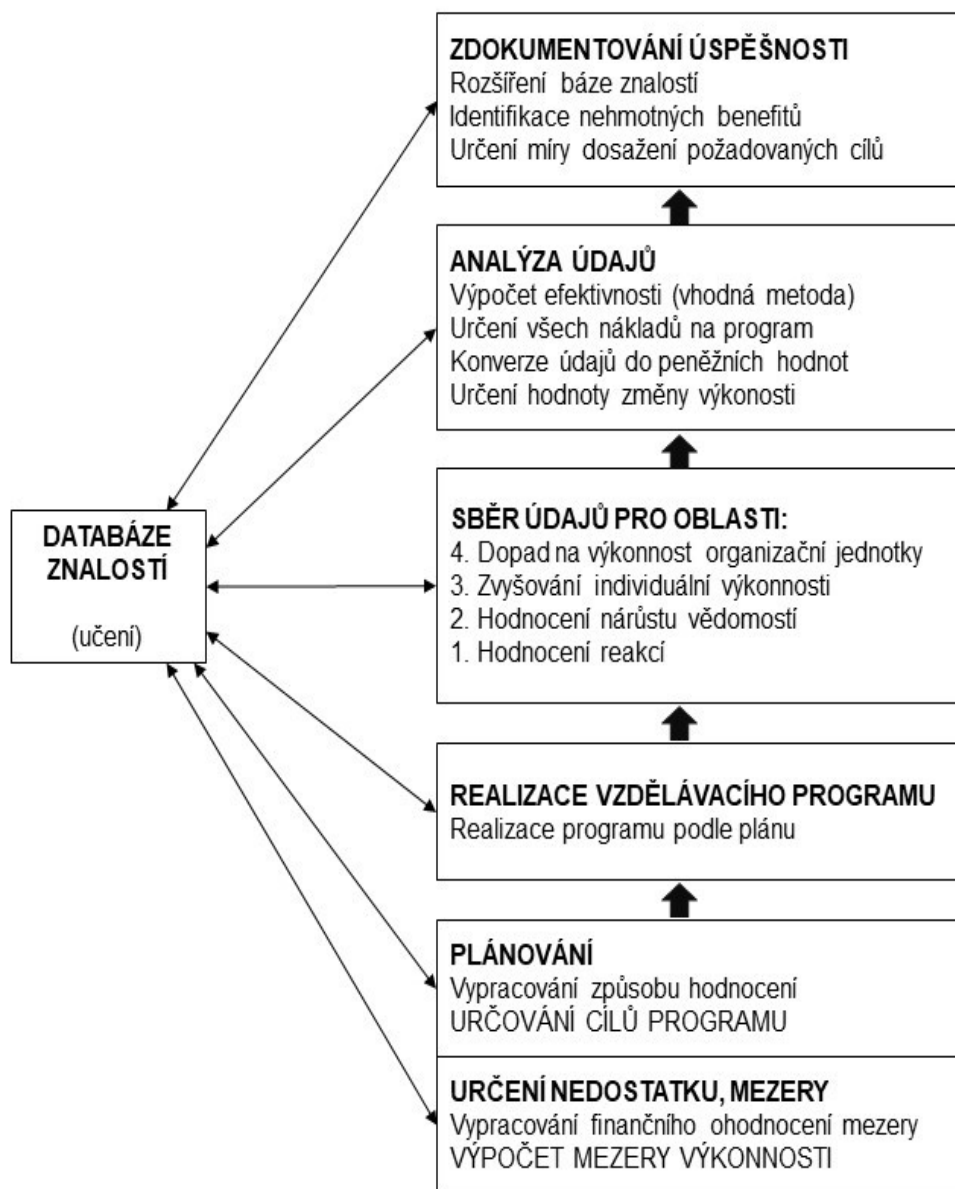 ZDOKUMENTOVÁNÍ ÚSPĚŠNOSTI
Rozšíření báze znalostí
Identifikace nehmotných benefitů
Určení míry dosažení požadovaných cílů
ANALÝZA ÚDAJŮ
Výpočet efektivnosti (vhodná metoda)
Určení všech nákladů na program
Konverze údajů do peněžních hodnot
Určení hodnoty změny výkonosti
DATABÁZE
ZNALOSTÍ
(učení)
SBĚR ÚDAJŮ PRO OBLASTI:
4. Dopad na výkonnost organizační jednotky
3. Zvyšování individuální výkonnosti
2. Hodnocení nárůstu vědomostí
1. Hodnocení reakcí
REALIZACE VZDĚLÁVACÍHO PROGRAMU
Realizace programu podle plánu
PLÁNOVÁNÍ
Vypracování způsobu hodnocení
URČOVÁNÍ CÍLŮ PROGRAMU
URČENÍ NEDOSTATKU, MEZERY
Vypracování finančního ohodnocení mezery
VÝPOČET MEZERY VÝKONNOSTI